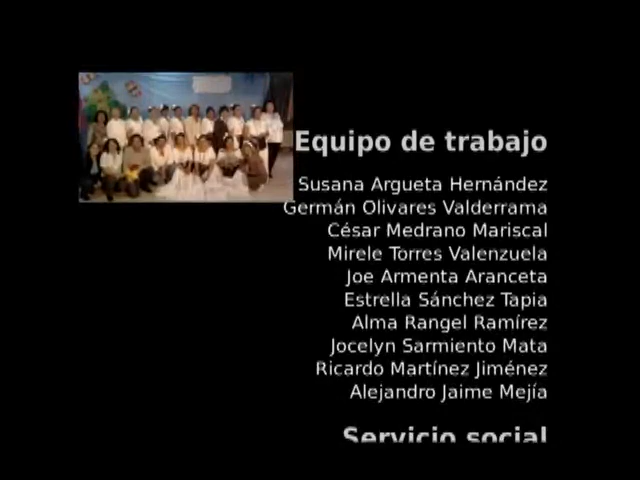 Equipo de trabajo
Susana Argueta Hernández
Germán Olivares Valderrama
César Medrano Mariscal
Mirele Torres Valenzuela
Joe Armenta Aranceta
Estrella Sánchez Tapia
Alma Rangel Ramírez
Jocelyn Sarmiento Mata
Ricardo Martínez Jiménez
Alejandro Jaime Mejía
Servicio social